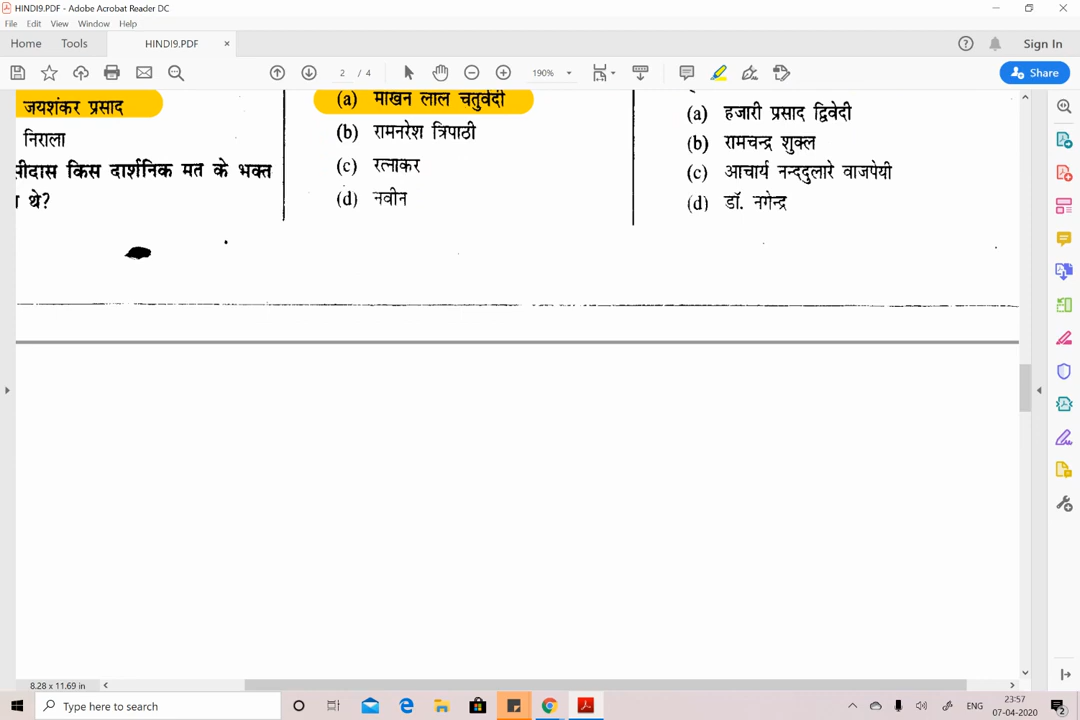 HINDI9.PDF - Adobe Acrobat Reader DC
File Edit View Window Help
Home Tools HINDI9.PDF × Sign In
2 / 4 190% Share
जयशंकर प्रसाद
निराला
सीदास किस दार्शनिक मत के भक्त
थे?
(a) माखन लाल चतुर्वेदी
(b) रामनरेश त्रिपाठी
(c) रत्नाकर
(d) नवीन
(a) हजारी प्रसाद द्विवेदी
(b) रामचन्द्र शुक्ल
(c) आचार्य नन्ददुलारे वाजपेयी
(d) डॉ. नगेन्द्र
8.28 x 11.69 in
Type here to search
ENG
23:57
07-04-2020
2